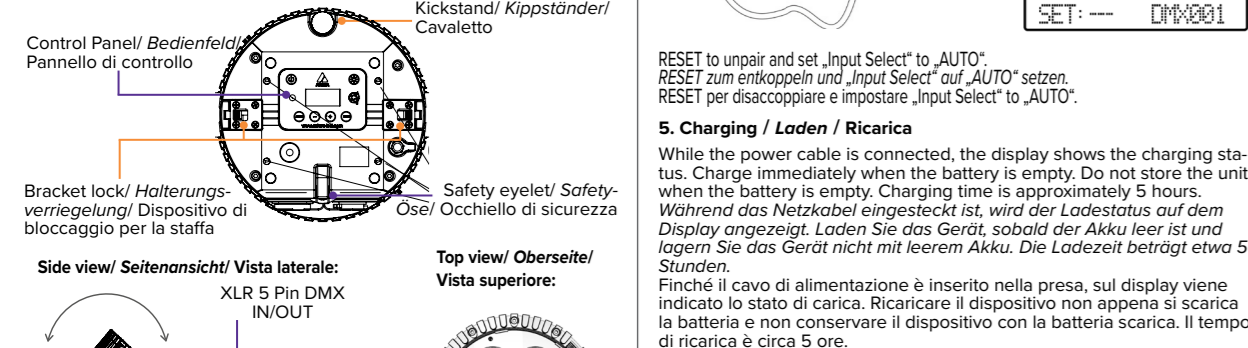 Kickstand/ Kippständer/
Cavaletto
Control Panel/ Bedienfeld/
Pannello di controllo
Bracket lock/ Halterungs-
verriegelung/ Dispositivo di
bloccaggio per la staffa
Safety eyelet/ Safety-
Öse/ Occhiello di sicurezza
Side view/ Seitenansicht/ Vista laterale:
XLR 5 Pin DMX
IN/OUT
Top view/ Oberseite/
Vista superiore:
SET: --- DMX001
RESET to unpair and set „Input Select“ to „AUTO“.
RESET zum entkoppeln und „Input Select“ auf „AUTO“ setzen.
RESET per disaccoppiare e impostare „Input Select“ to „AUTO“.
5. Charging / Laden / Ricarica
While the power cable is connected, the display shows the charging sta-
tus. Charge immediately when the battery is empty. Do not store the unit
when the battery is empty. Charging time is approximately 5 hours.
Während das Netzkabel eingesteckt ist, wird der Ladestatus auf dem
Display angezeigt. Laden Sie das Gerät, sobald der Akku leer ist und
lagern Sie das Gerät nicht mit leerem Akku. Die Ladezeit beträgt etwa 5
Stunden.
Finché il cavo di alimentazione è inserito nella presa, sul display viene
indicato lo stato di carica. Ricaricare il dispositivo non appena si scarica
la batteria e non conservare il dispositivo con la batteria scarica. Il tempo
di ricarica è circa 5 ore.